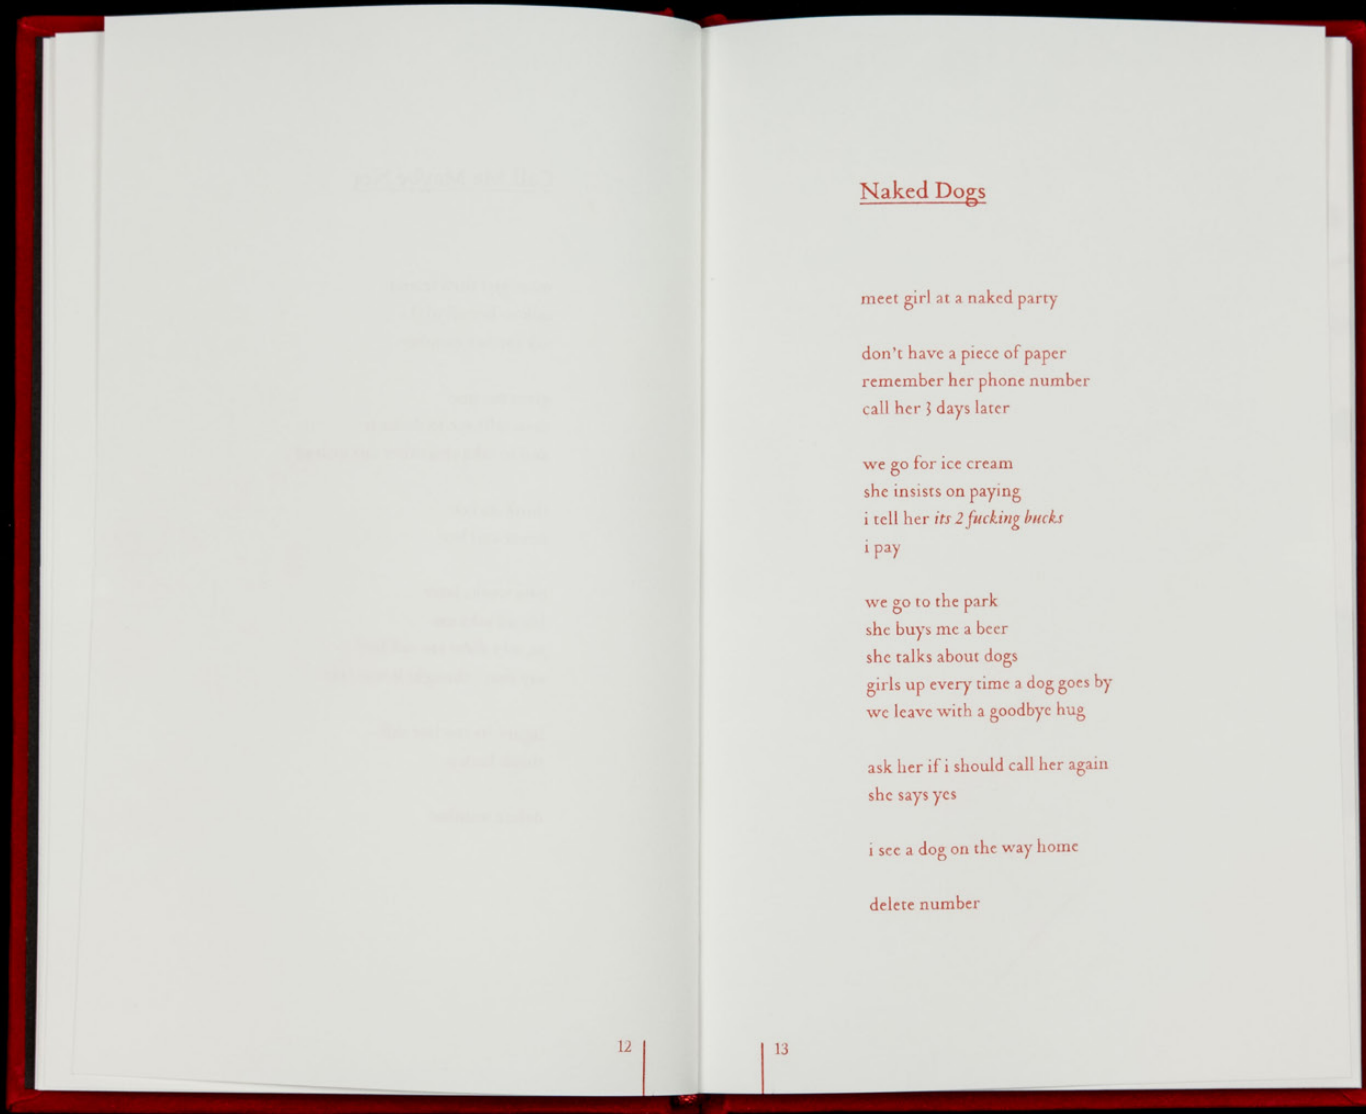 Naked Dogs
meet girl at a naked party
don't have a piece of paper
remember her phone number
call her 3 days later
we go for ice cream
she insists on paying
i tell her its 2 fucking bucks
i pay
we go to the park
she buys me a beer
she talks about dogs
girls up every time a dog goes by
we leave with a goodbye hug
ask her if i should call her again
she says yes
i see a dog on the way home
delete number
12
13